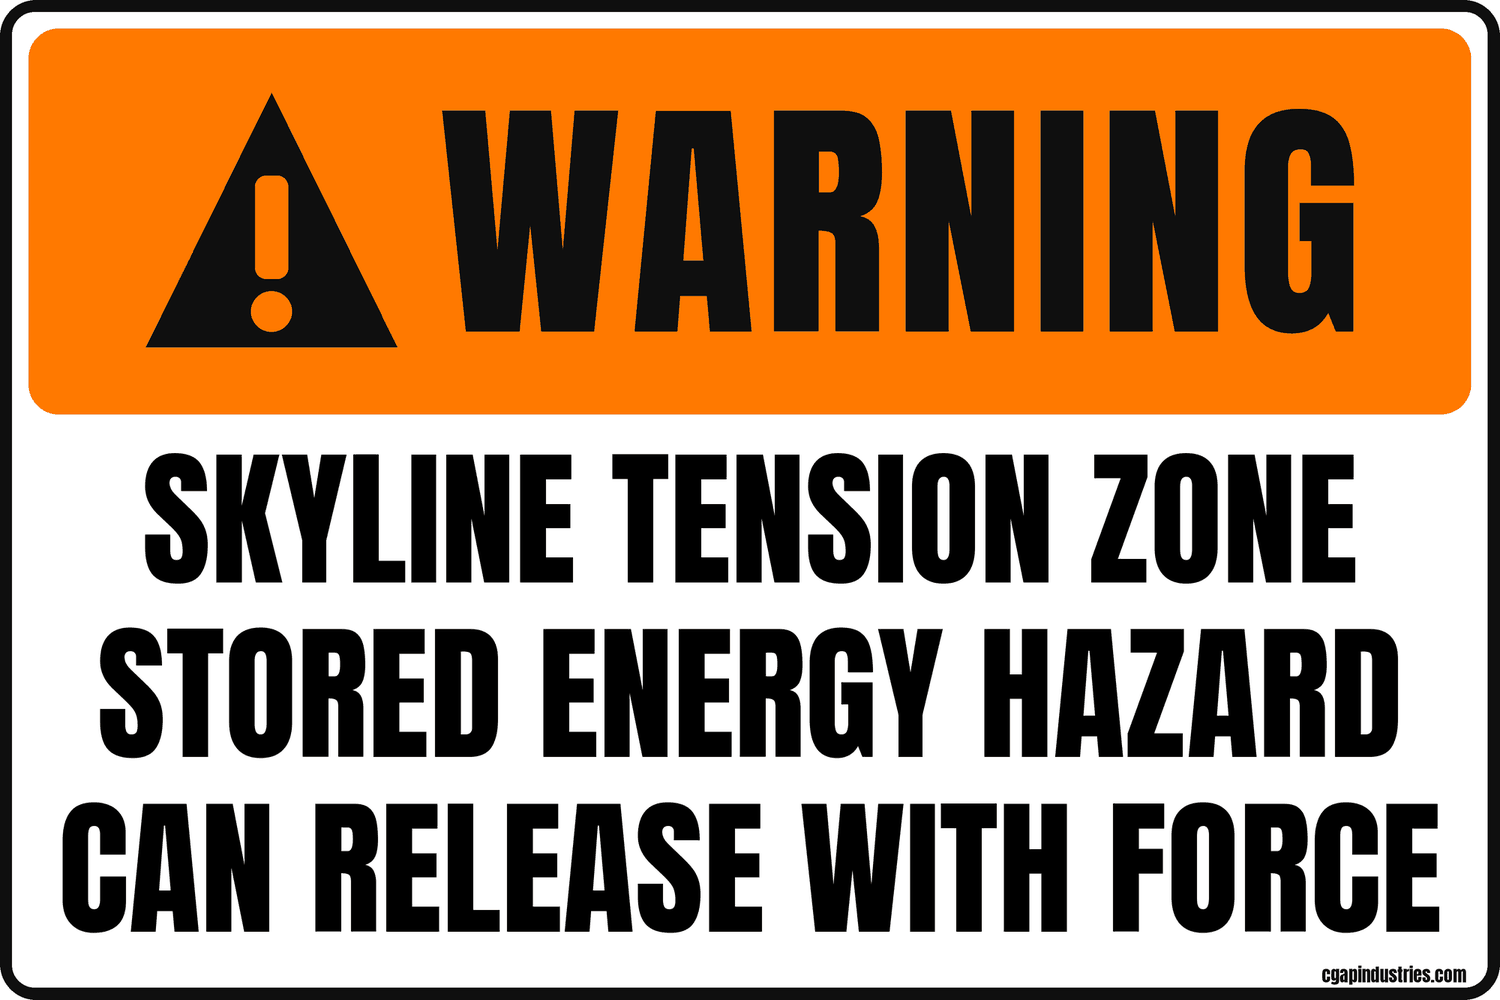 WARNING
SKYLINE TENSION ZONE
STORED ENERGY HAZARD
CAN RELEASE WITH FORCE
cgapindustries.com